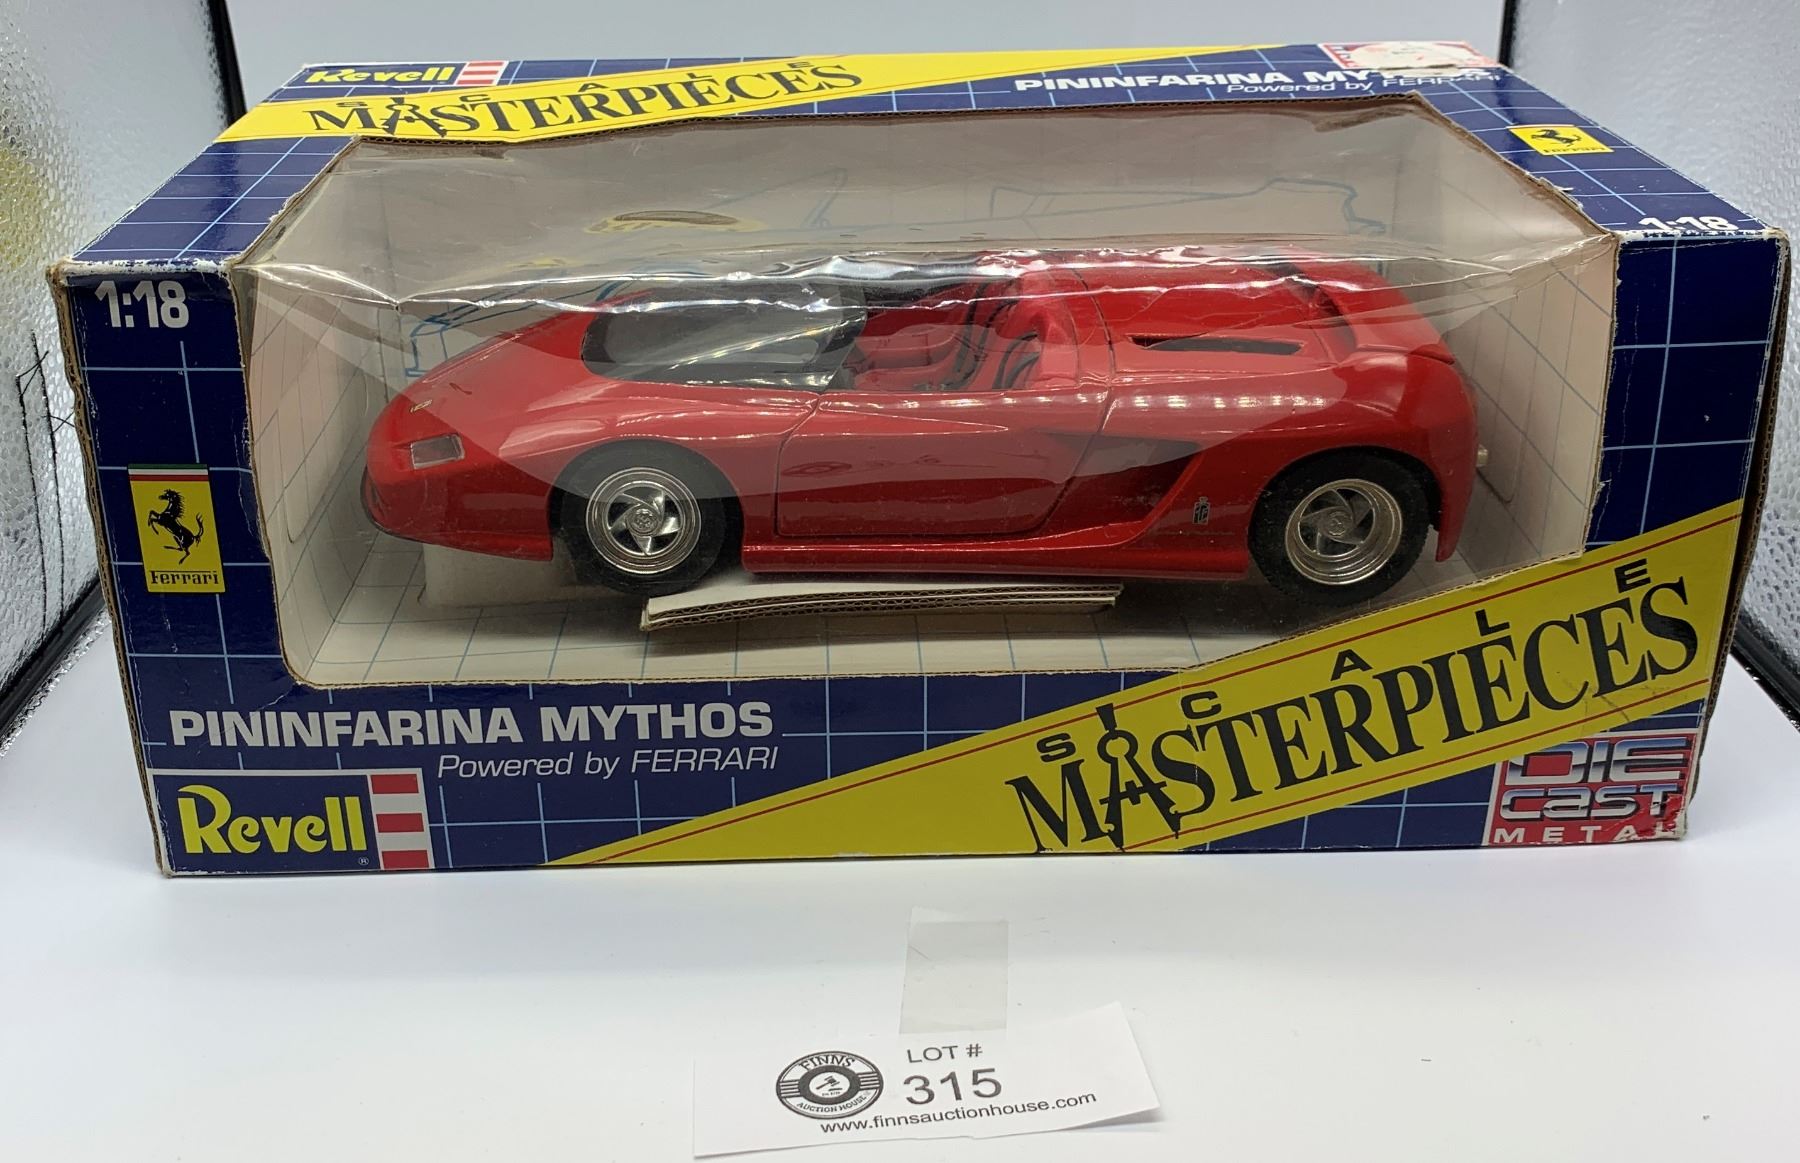 Revell
SCALE
MASTERPIECES
PININFARINA
Powered by
Ferrari
1:18
1:18
Ferrari
PININFARINA MYTHOS
Powered by FERRARI
Revell
®
SCALE
MASTERPIECES
DIE
CAST
METAL
FINNS
AUCTION HOUSE
LOT #
315
www.finnsauctionhouse.com